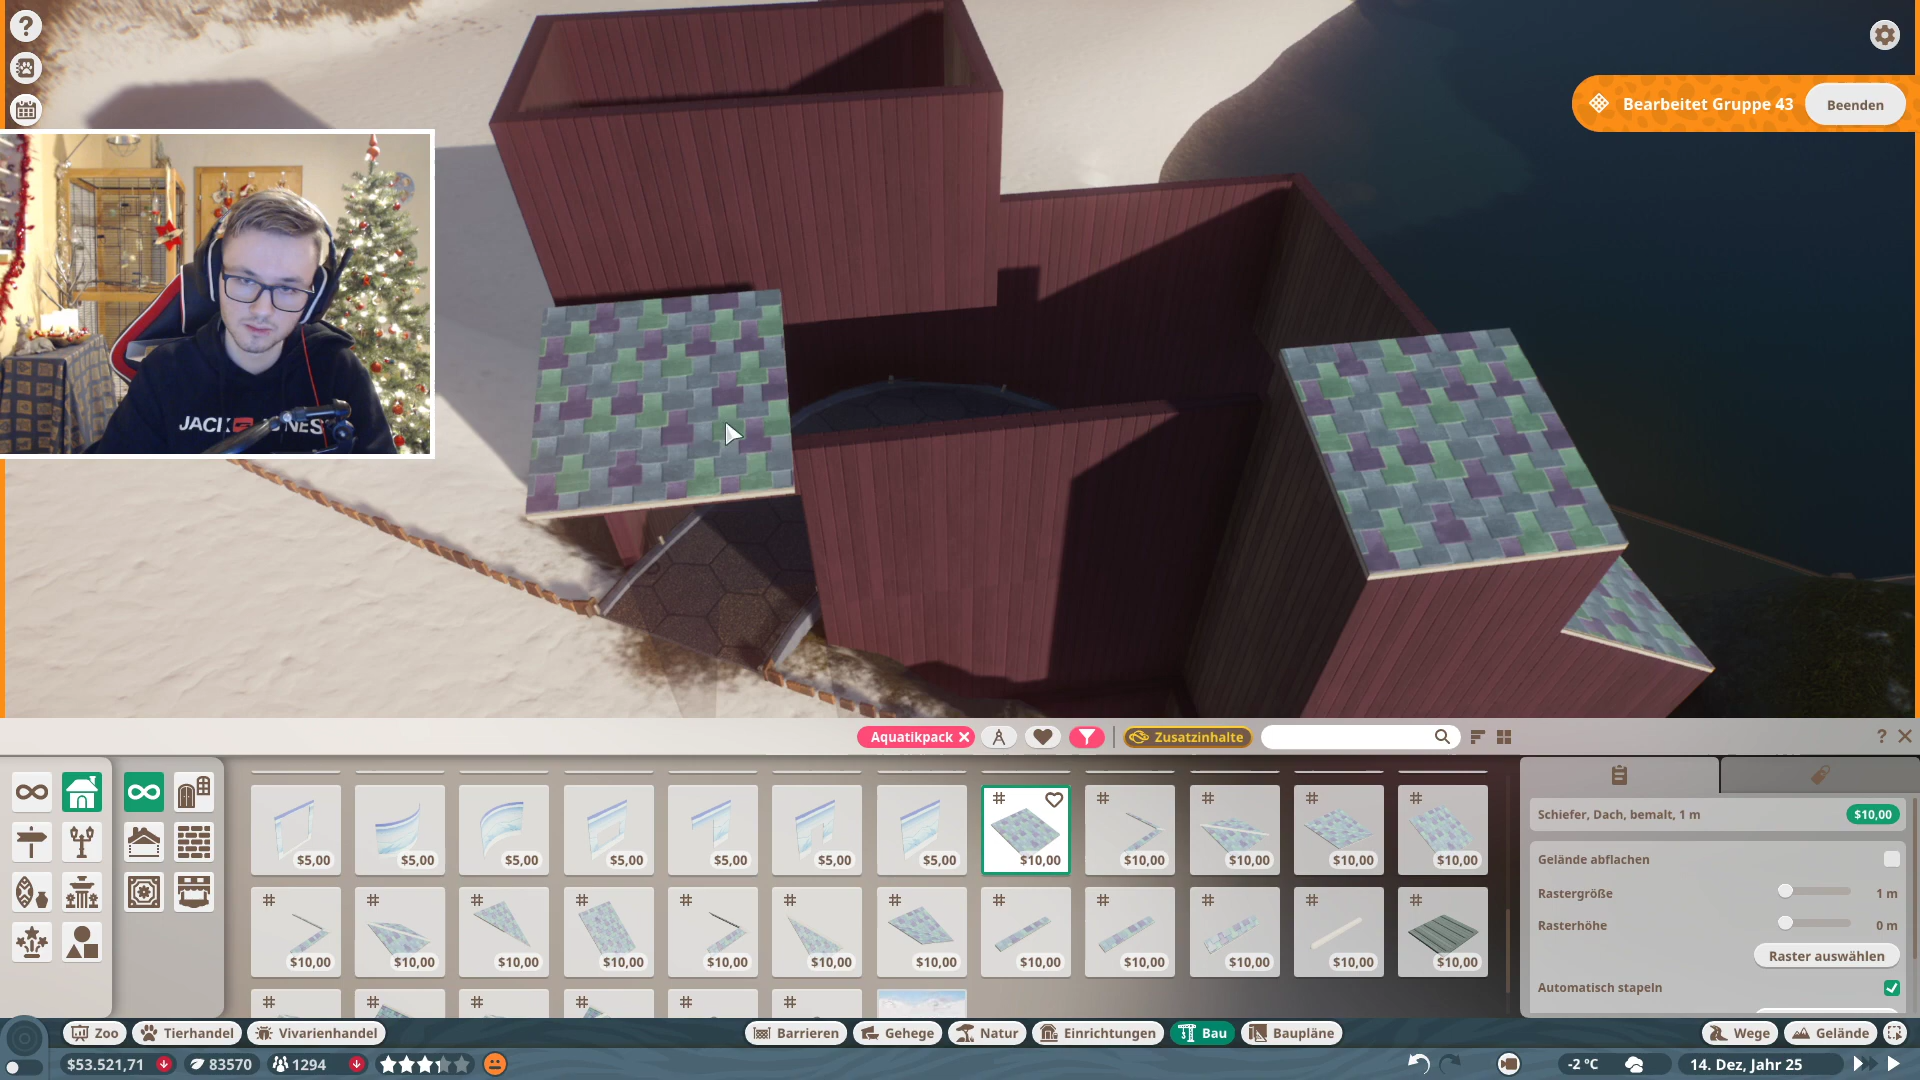 Bearbeitet Gruppe 43
Beenden
JACK JONES
Aquatikpack
Zusatzinhalte
$5,00 $5,00 $5,00 $5,00 $5,00 $5,00 $5,00 $10,00 $10,00 $10,00 $10,00 $10,00
$10,00 $10,00 $10,00 $10,00 $10,00 $10,00 $10,00 $10,00 $10,00 $10,00 $10,00 $10,00
Schiefer, Dach, bemalt, 1 m $10,00
Gelände abflachen
Rastergröße 1 m
Rasterhöhe 0 m
Raster auswählen
Automatisch stapeln
Zoo Tierhandel Vivarienhandel Barrieren Gehege Natur Einrichtungen Bau Baupläne Wege Gelände
$53.521,71 83570 1294 -2 °C 14. Dez, Jahr 25